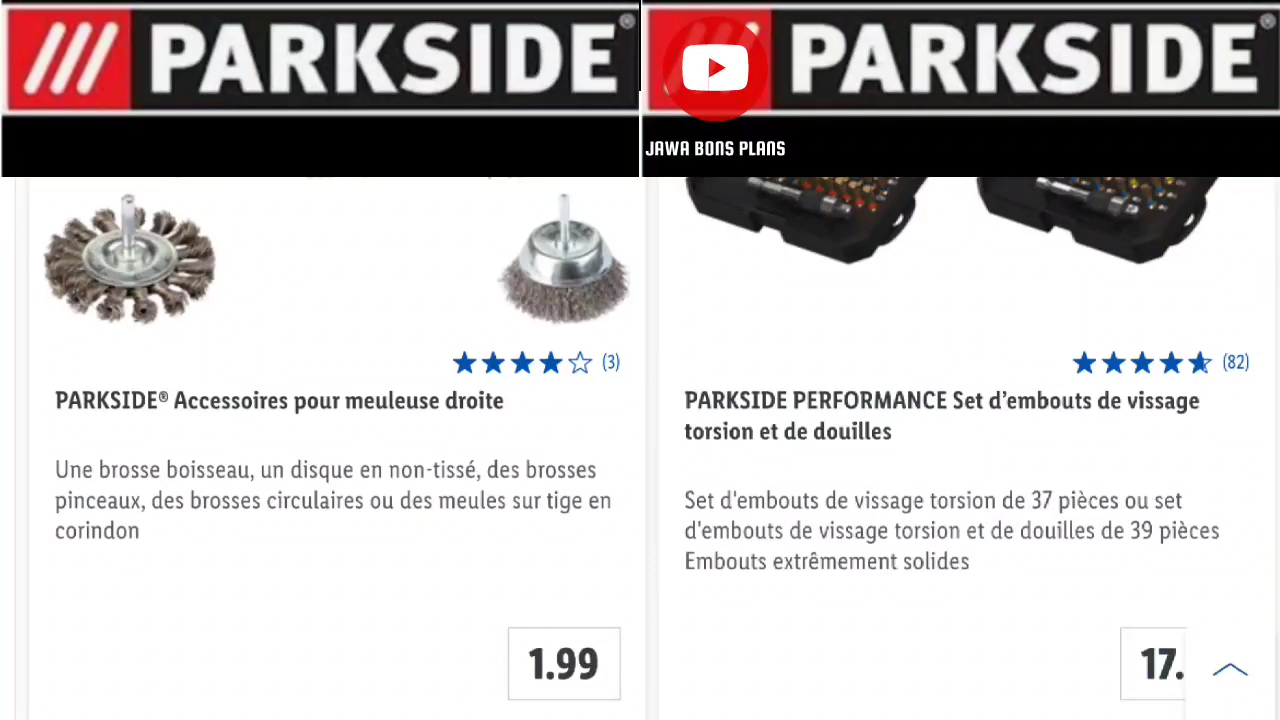 PARKSIDE®
PARKSIDE®
JAWA BONS PLANS
(3)
PARKSIDE® Accessoires pour meuleuse droite
Une brosse boisseau, un disque en non-tissé, des brosses
pinceaux, des brosses circulaires ou des meules sur tige en
corindon
1.99
(82)
PARKSIDE PERFORMANCE Set d’embouts de vissage
torsion et de douilles
Set d'embouts de vissage torsion de 37 pièces ou set
d'embouts de vissage torsion et de douilles de 39 pièces
Embouts extrêmement solides
17.